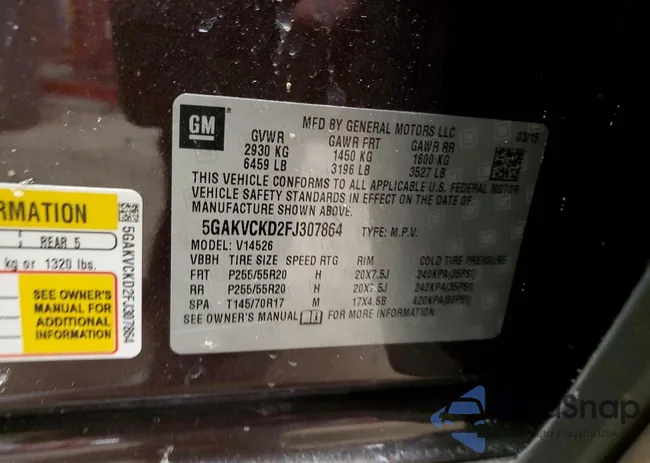 GM
MFD BY GENERAL MOTORS LLC
03/15
GVWR GAWR FRT GAWR RR
2930 KG 1450 KG 1600 KG
6459 LB 3196 LB 3527 LB
THIS VEHICLE CONFORMS TO ALL APPLICABLE U.S. FEDERAL MOTOR
VEHICLE SAFETY STANDARDS IN EFFECT ON THE DATE OF
MANUFACTURE SHOWN ABOVE.
5GAKVCKD2FJ307864 TYPE: M.P.V.
MODEL: V14526
VBBH TIRE SIZE SPEED RTG RIM COLD TIRE PRESSURE
FRT P255/55R20 H 20X7.5J 240KPA(35PSI)
RR P255/55R20 H 20X7.5J 240KPA(35PSI)
SPA T145/70R17 M 17X4.5B 420KPA(60PSI)
SEE OWNER'S MANUAL FOR MORE INFORMATION
RMATION
REAR 5
kg or 1320 lbs.
SEE OWNER'S
MANUAL FOR
ADDITIONAL
INFORMATION
5GAKVCKD2FJ307864
Snap